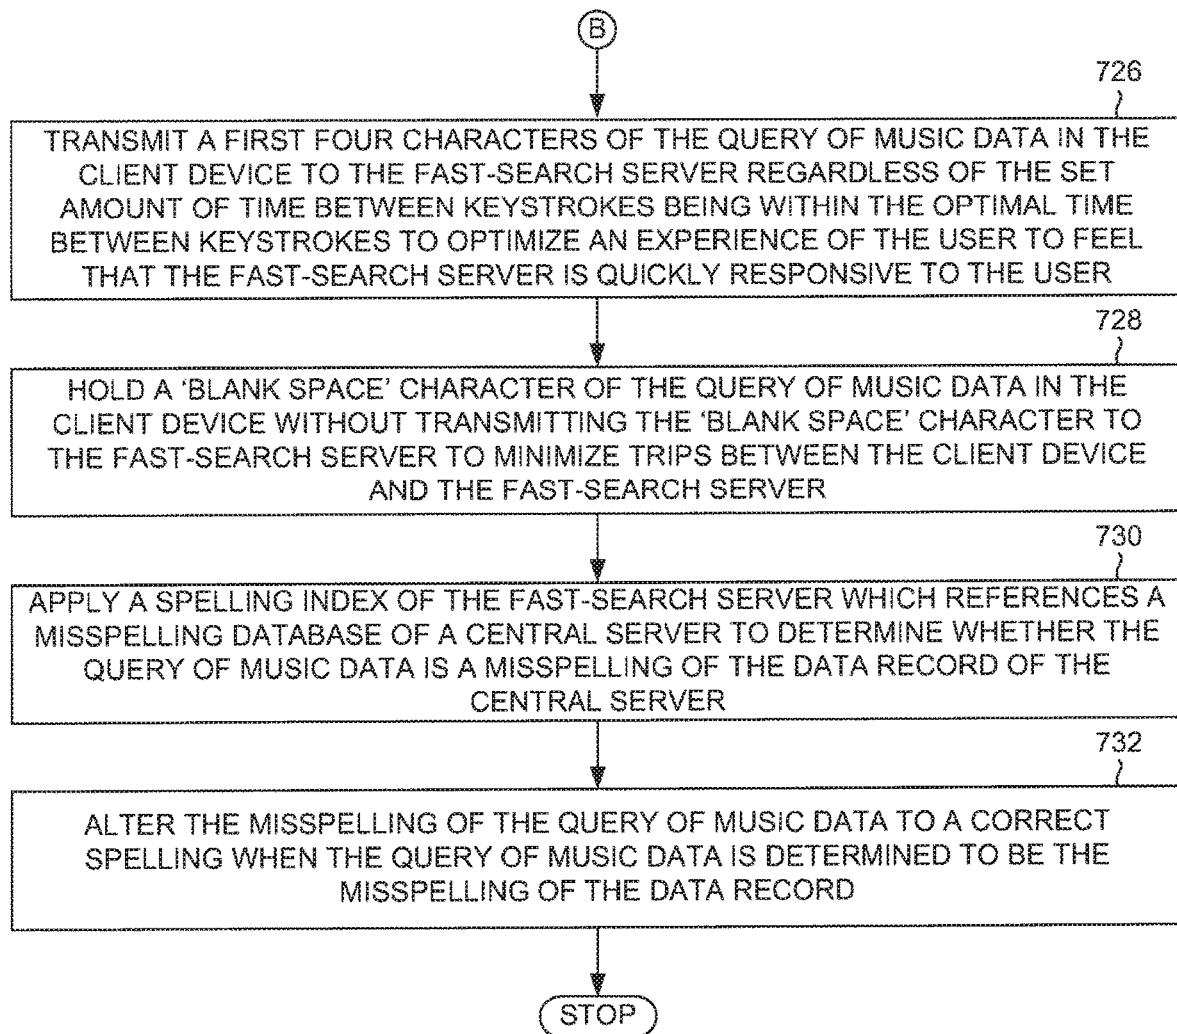 B
726
TRANSMIT A FIRST FOUR CHARACTERS OF THE QUERY OF MUSIC DATA IN THE
CLIENT DEVICE TO THE FAST-SEARCH SERVER REGARDLESS OF THE SET
AMOUNT OF TIME BETWEEN KEYSTROKES BEING WITHIN THE OPTIMAL TIME
BETWEEN KEYSTROKES TO OPTIMIZE AN EXPERIENCE OF THE USER TO FEEL
THAT THE FAST-SEARCH SERVER IS QUICKLY RESPONSIVE TO THE USER
728
HOLD A 'BLANK SPACE' CHARACTER OF THE QUERY OF MUSIC DATA IN THE
CLIENT DEVICE WITHOUT TRANSMITTING THE 'BLANK SPACE' CHARACTER TO
THE FAST-SEARCH SERVER TO MINIMIZE TRIPS BETWEEN THE CLIENT DEVICE
AND THE FAST-SEARCH SERVER
730
APPLY A SPELLING INDEX OF THE FAST-SEARCH SERVER WHICH REFERENCES A
MISSPELLING DATABASE OF A CENTRAL SERVER TO DETERMINE WHETHER THE
QUERY OF MUSIC DATA IS A MISSPELLING OF THE DATA RECORD OF THE
CENTRAL SERVER
732
ALTER THE MISSPELLING OF THE QUERY OF MUSIC DATA TO A CORRECT
SPELLING WHEN THE QUERY OF MUSIC DATA IS DETERMINED TO BE THE
MISSPELLING OF THE DATA RECORD
STOP